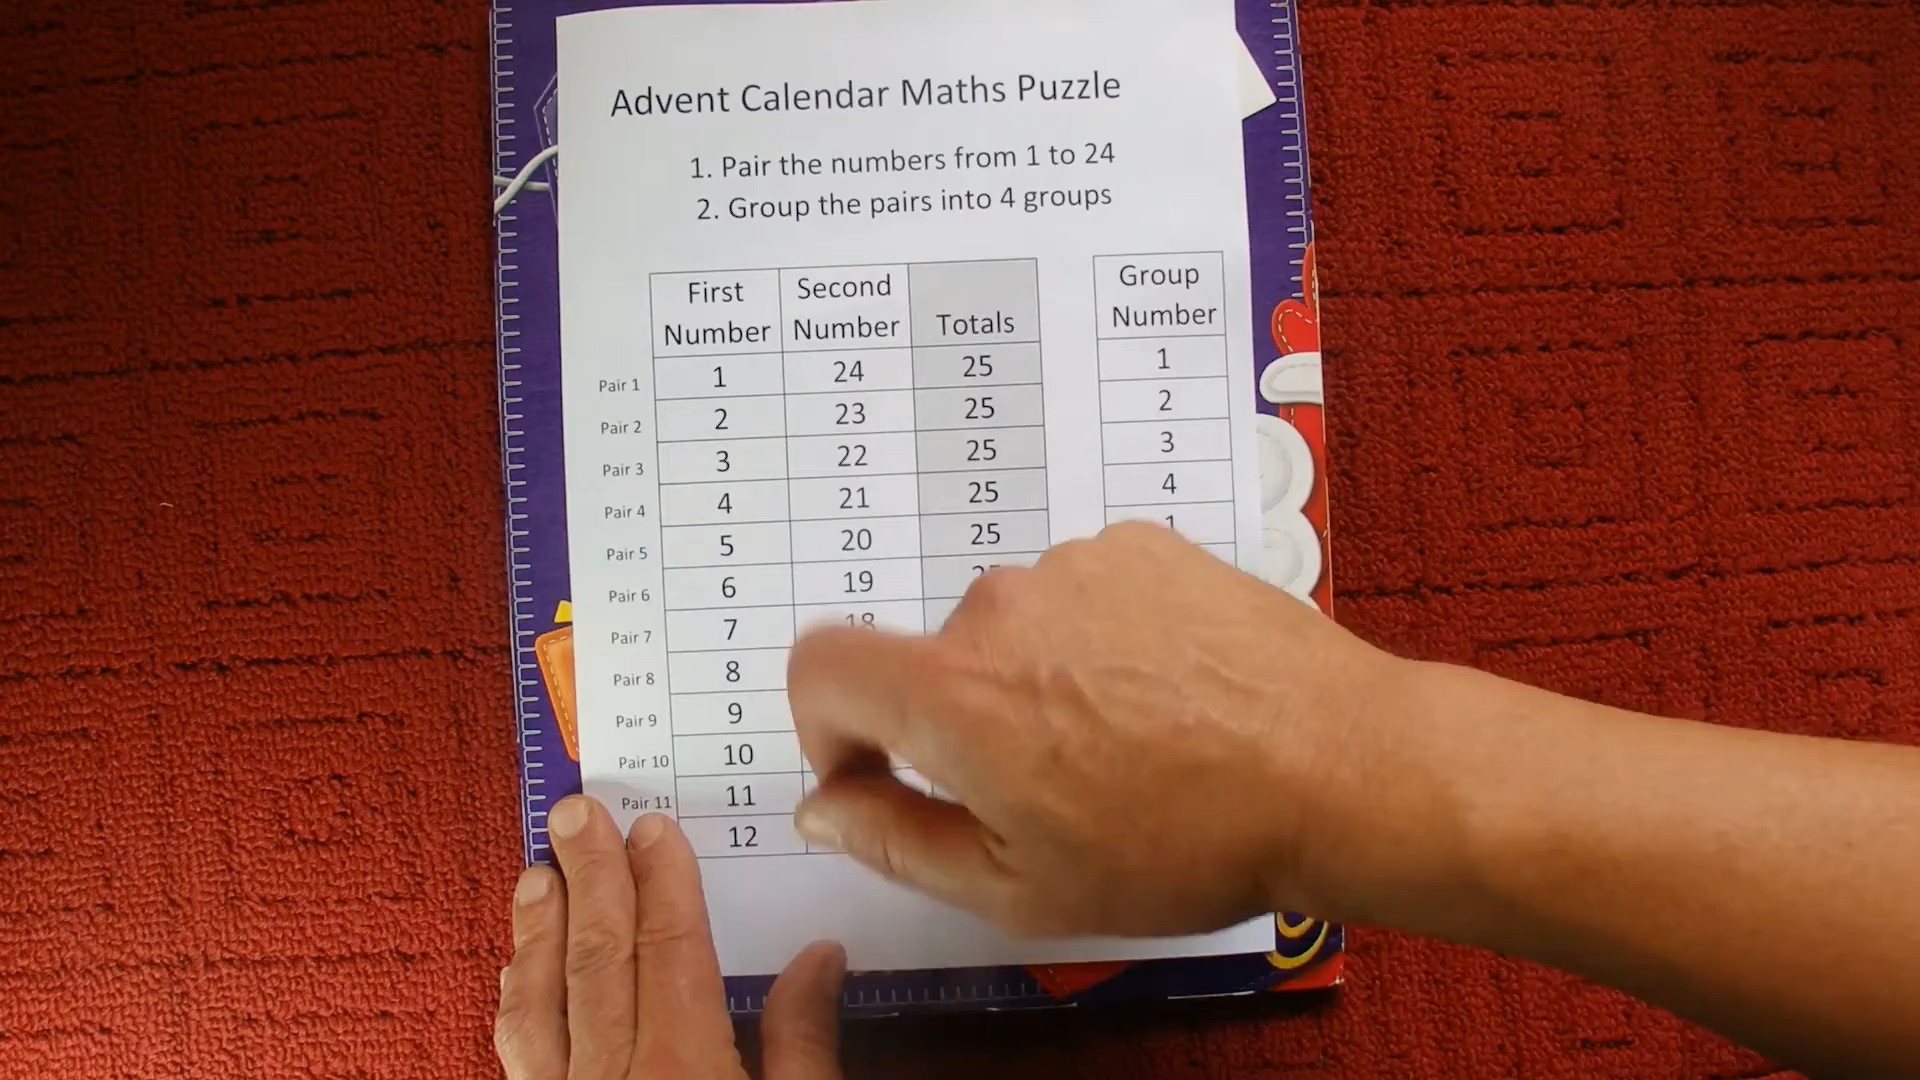 Advent Calendar Maths Puzzle
1. Pair the numbers from 1 to 24
2. Group the pairs into 4 groups
First Number Second Number Totals Group Number
Pair 1 1 24 25 1
Pair 2 2 23 25 2
Pair 3 3 22 25 3
Pair 4 4 21 25 4
Pair 5 5 20 25 1
Pair 6 6 19
Pair 7 7 18
Pair 8 8
Pair 9 9
Pair 10 10
Pair 11 11
12